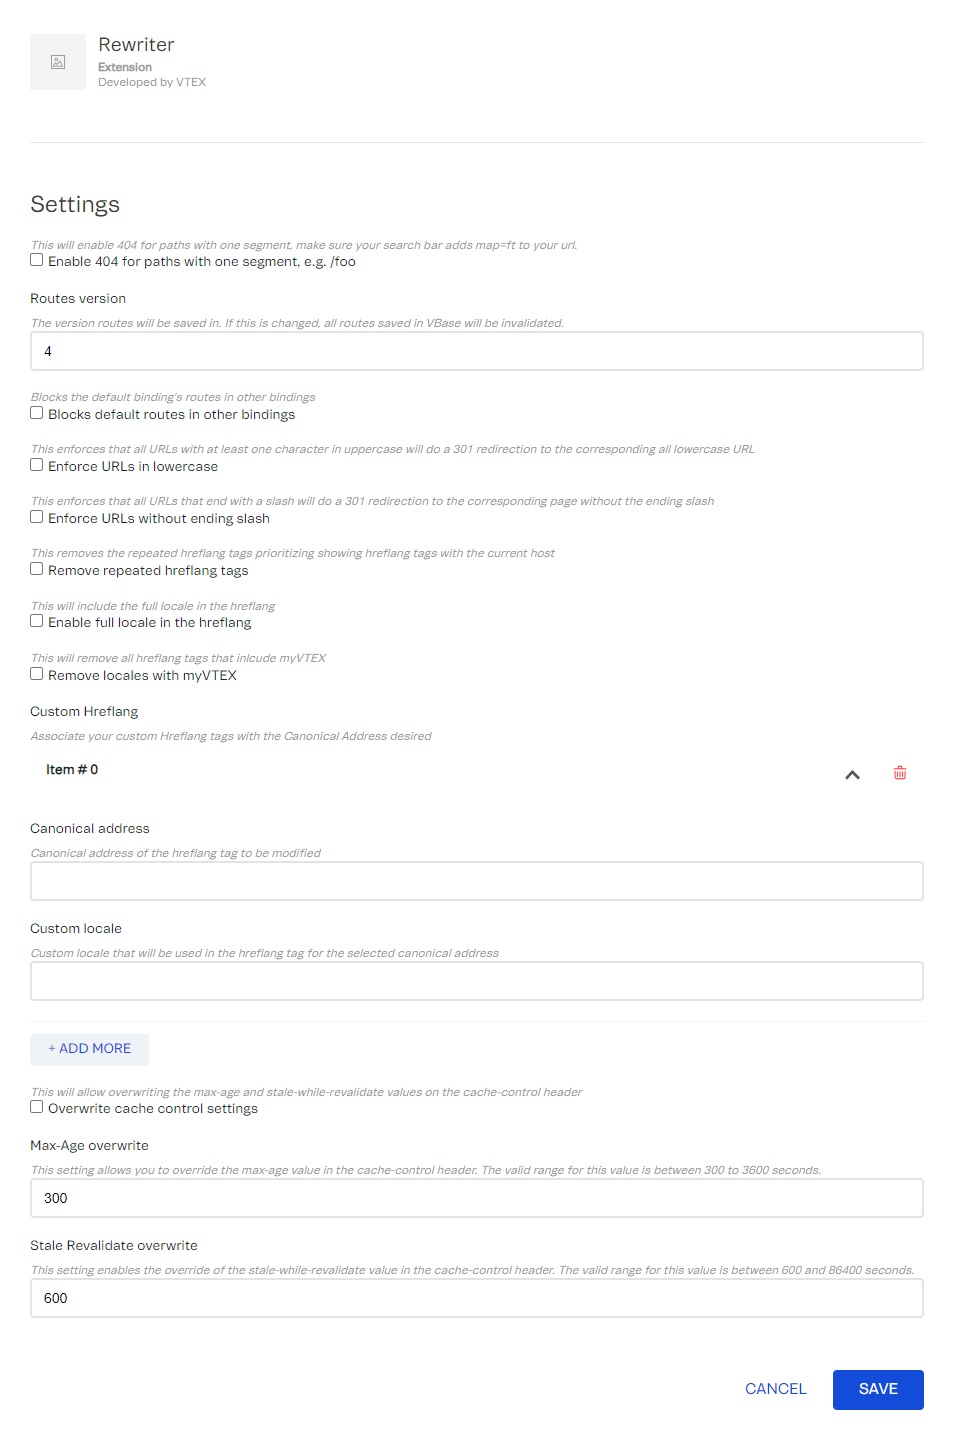 Rewriter
Extension
Developed by VTEX
Settings
This will enable 404 for paths with one segment, make sure your search bar adds map=ft to your url.
Enable 404 for paths with one segment, e.g. /foo
Routes version
The version routes will be saved in. If this is changed, all routes saved in VBase will be invalidated.
4
Blocks the default binding's routes in other bindings
Blocks default routes in other bindings
This enforces that all URLs with at least one character in uppercase will do a 301 redirection to the corresponding all lowercase URL
Enforce URLs in lowercase
This enforces that all URLs that end with a slash will do a 301 redirection to the corresponding page without the ending slash
Enforce URLs without ending slash
This removes the repeated hreflang tags prioritizing showing hreflang tags with the current host
Remove repeated hreflang tags
This will include the full locale in the hreflang
Enable full locale in the hreflang
This will remove all hreflang tags that inlcude myVTEX
Remove locales with myVTEX
Custom Hreflang
Associate your custom Hreflang tags with the Canonical Address desired
Item # 0
Canonical address
Canonical address of the hreflang tag to be modified
Custom locale
Custom locale that will be used in the hreflang tag for the selected canonical address
+ ADD MORE
This will allow overwriting the max-age and stale-while-revalidate values on the cache-control header
Overwrite cache control settings
Max-Age overwrite
This setting allows you to override the max-age value in the cache-control header. The valid range for this value is between 300 to 3600 seconds.
300
Stale Revalidate overwrite
This setting enables the override of the stale-while-revalidate value in the cache-control header. The valid range for this value is between 600 and 86400 seconds.
600
CANCEL SAVE